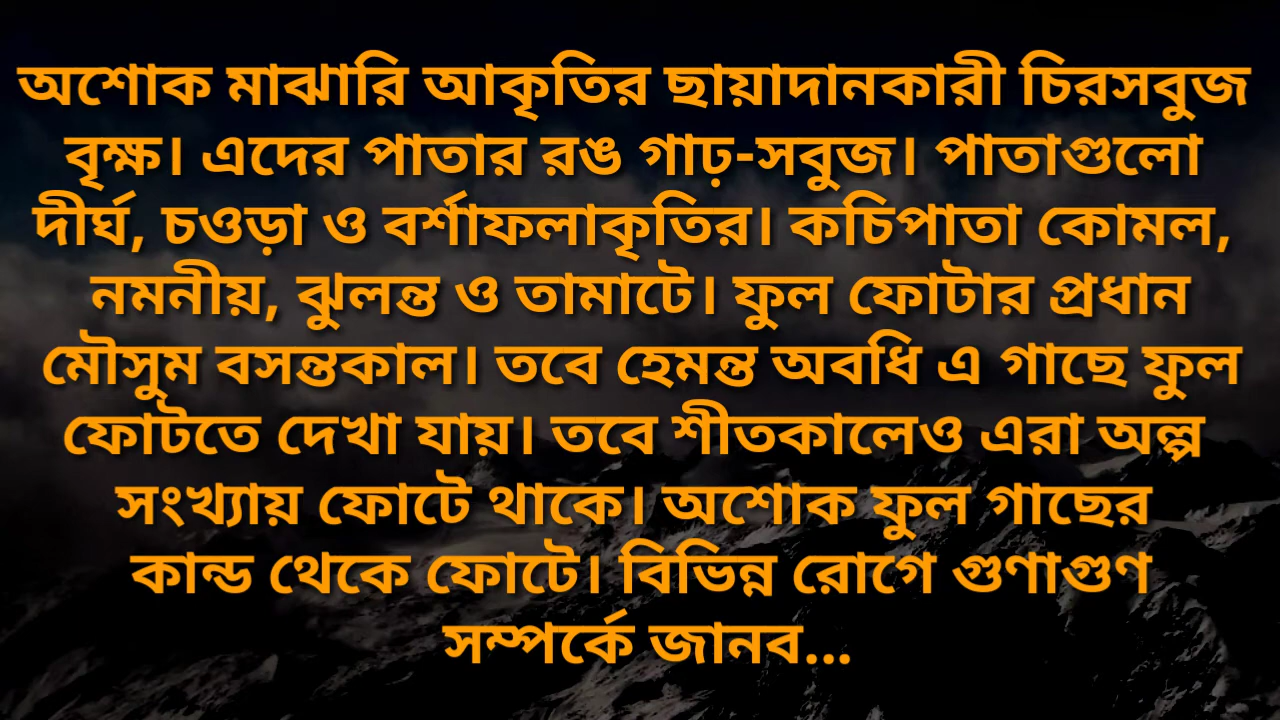 অশোক মাঝারি আকৃতির ছায়াদানকারী চিরসবুজ
বৃক্ষ। এদের পাতার রঙ গাঢ়-সবুজ। পাতাগুলো
দীর্ঘ, চওড়া ও বর্শাফলাকৃতির। কচিপাতা কোমল,
নমনীয়, ঝুলন্ত ও তামাটে। ফুল ফোটার প্রধান
মৌসুম বসন্তকাল। তবে হেমন্ত অবধি এ গাছে ফুল
ফোটতে দেখা যায়। তবে শীতকালেও এরা অল্প
সংখ্যায় ফোটে থাকে। অশোক ফুল গাছের
কান্ড থেকে ফোটে। বিভিন্ন রোগে গুণাগুণ
সম্পর্কে জানব...